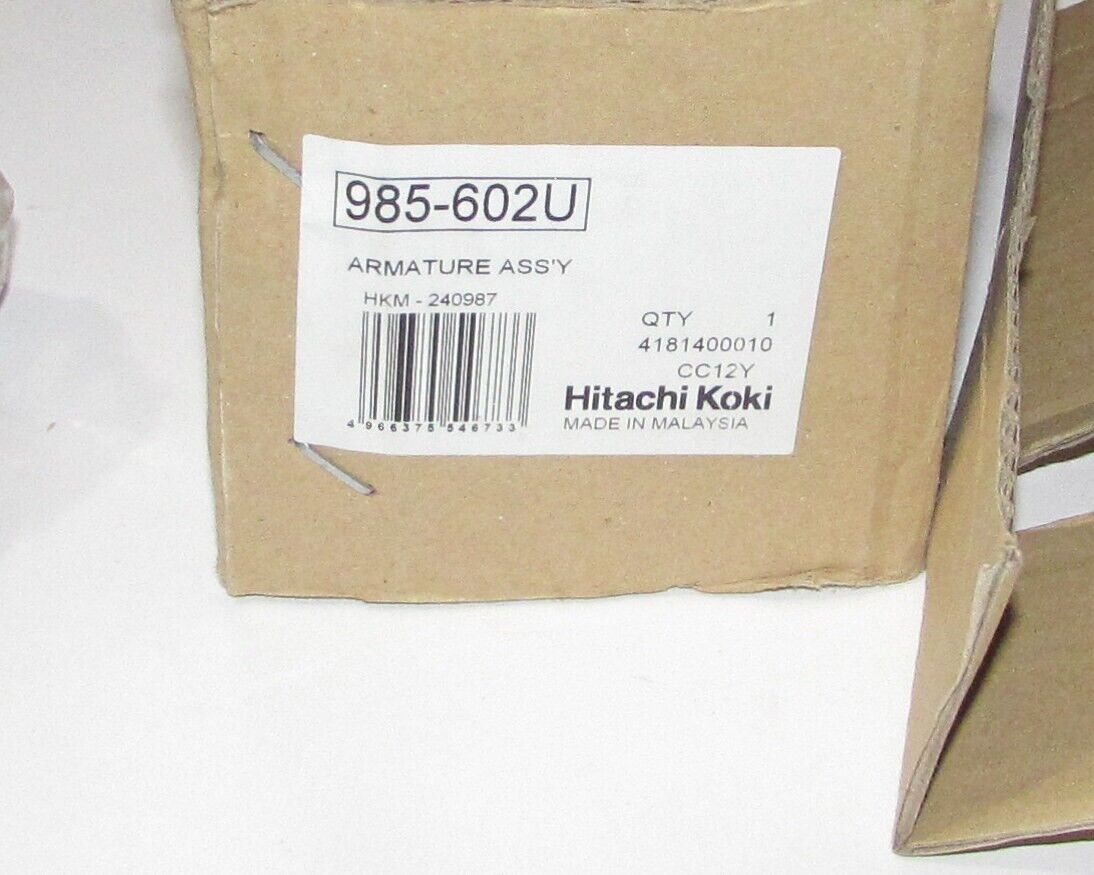 985-602U
ARMATURE ASS'Y
HKM - 240987
4 966375 546733
QTY 1
4181400010
CC12Y
Hitachi Koki
MADE IN MALAYSIA